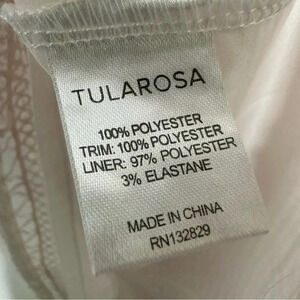 TULAROSA
100% POLYESTER
TRIM: 100% POLYESTER
LINER: 97% POLYESTER
3% ELASTANE
MADE IN CHINA
RN132829